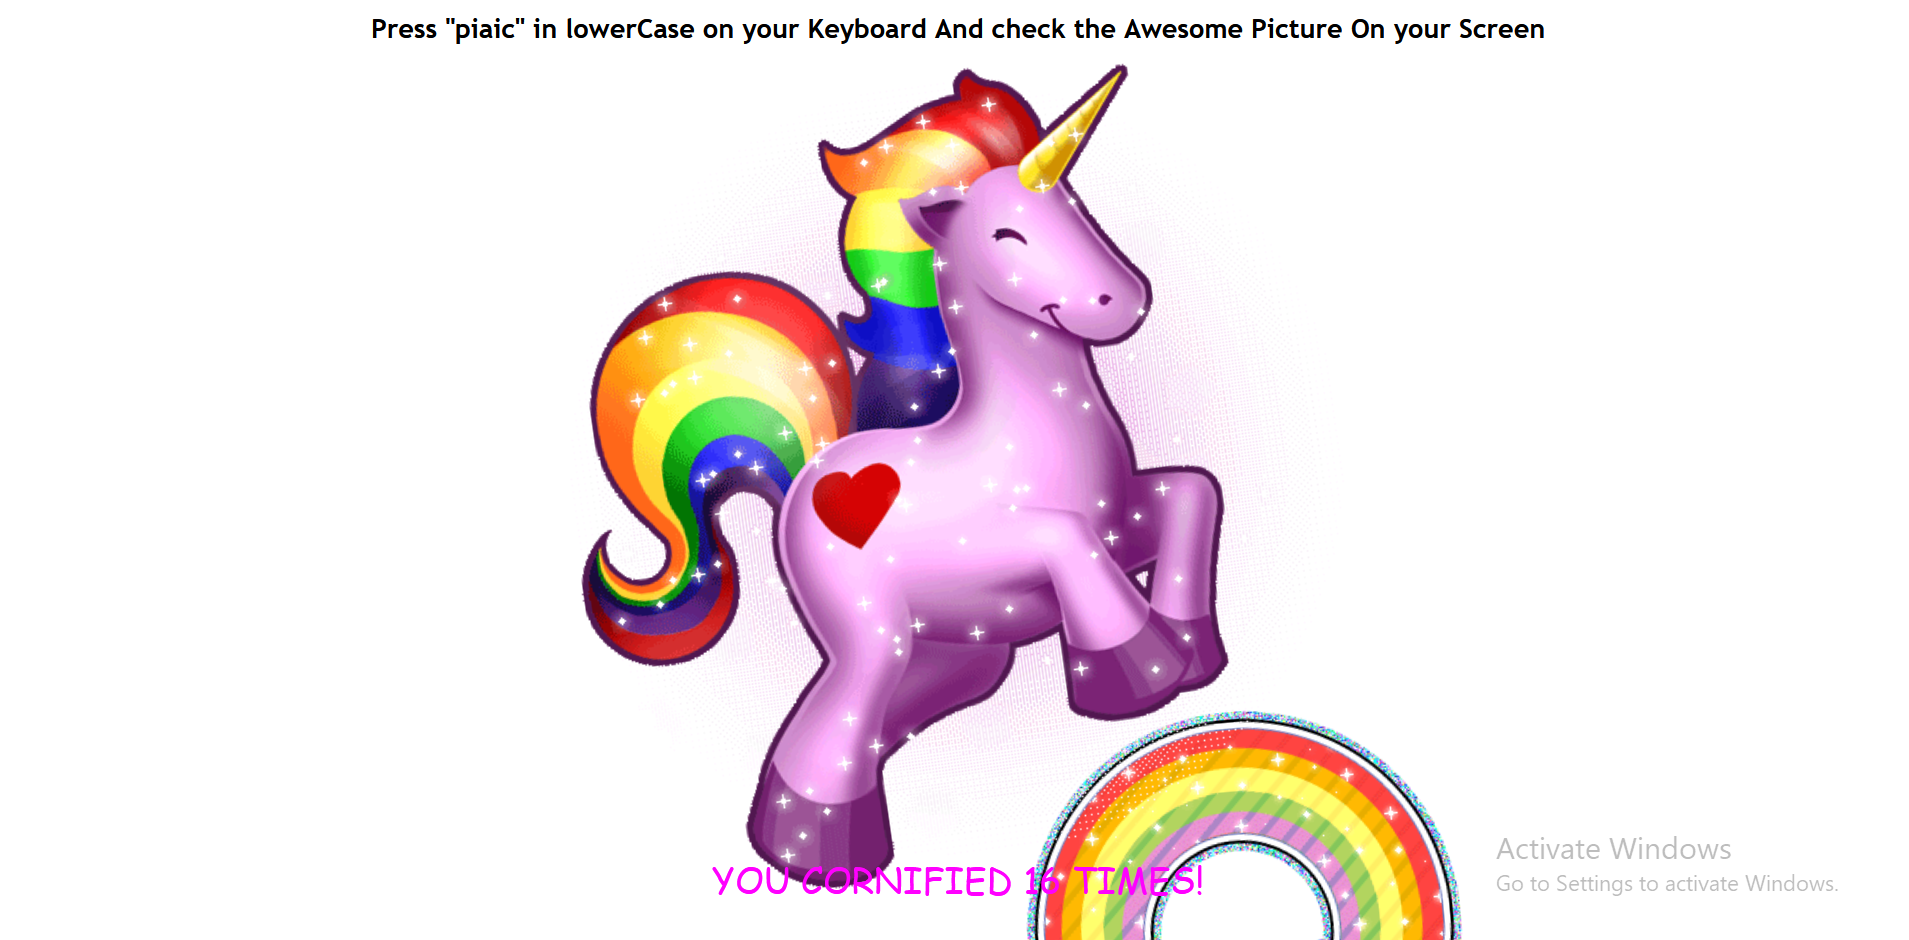 Press "piaic" in lowerCase on your Keyboard And check the Awesome Picture On your Screen
YOU CORNIFIED 16 TIMES!
Activate Windows
Go to Settings to activate Windows.